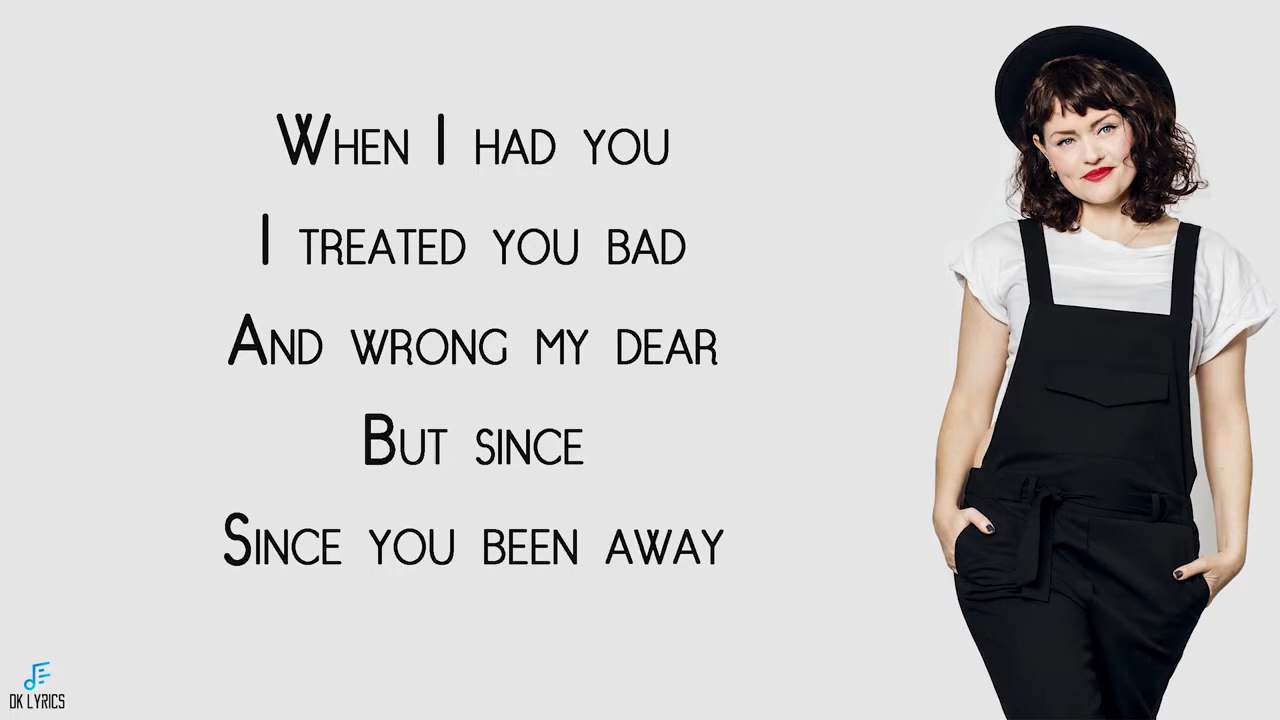 When I had you
I treated you bad
And wrong my dear
But since
Since you been away
DK LYRICS